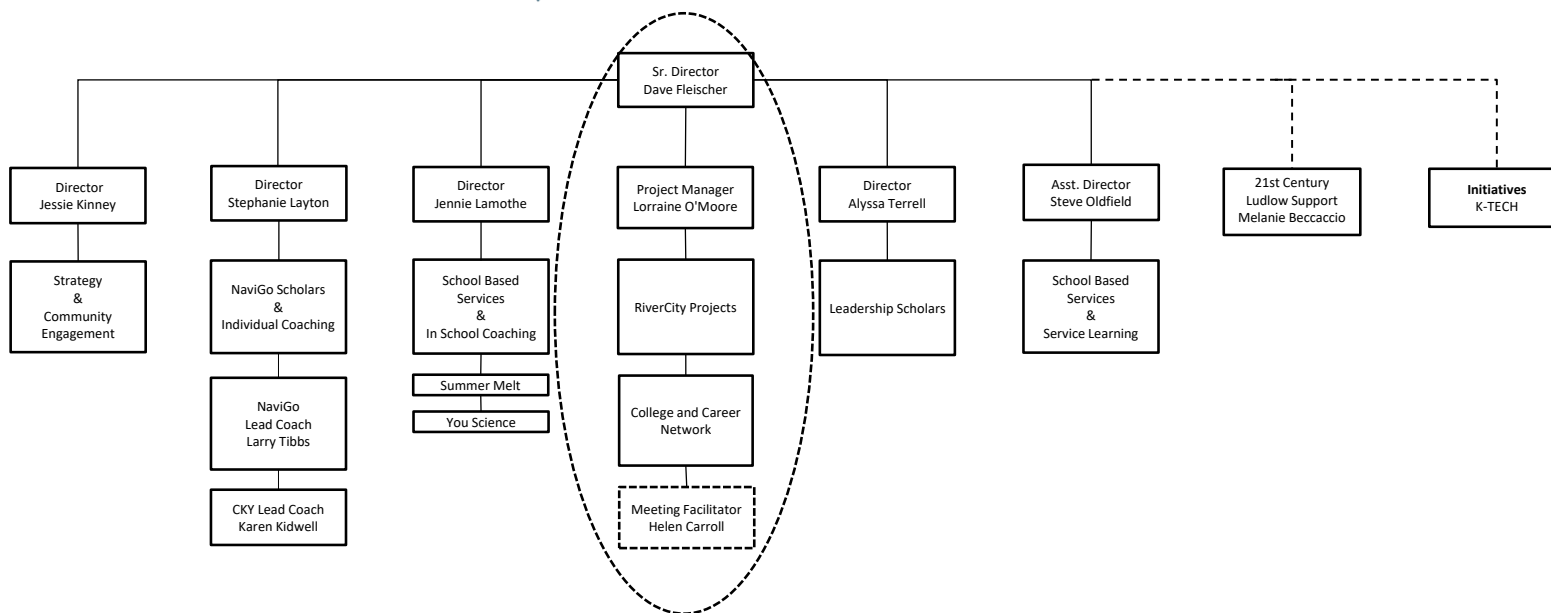 Sr. Director
Dave Fleischer
Director
Jessie Kinney
Strategy
&
Community
Engagement
Director
Stephanie Layton
NaviGo Scholars
&
Individual Coaching
NaviGo
Lead Coach
Larry Tibbs
CKY Lead Coach
Karen Kidwell
Director
Jennie Lamothe
School Based
Services
&
In School Coaching
Summer Melt
You Science
Project Manager
Lorraine O'Moore
RiverCity Projects
College and Career
Network
Meeting Facilitator
Helen Carroll
Director
Alyssa Terrell
Leadership Scholars
Asst. Director
Steve Oldfield
School Based
Services
&
Service Learning
21st Century
Ludlow Support
Melanie Beccaccio
Initiatives
K-TECH